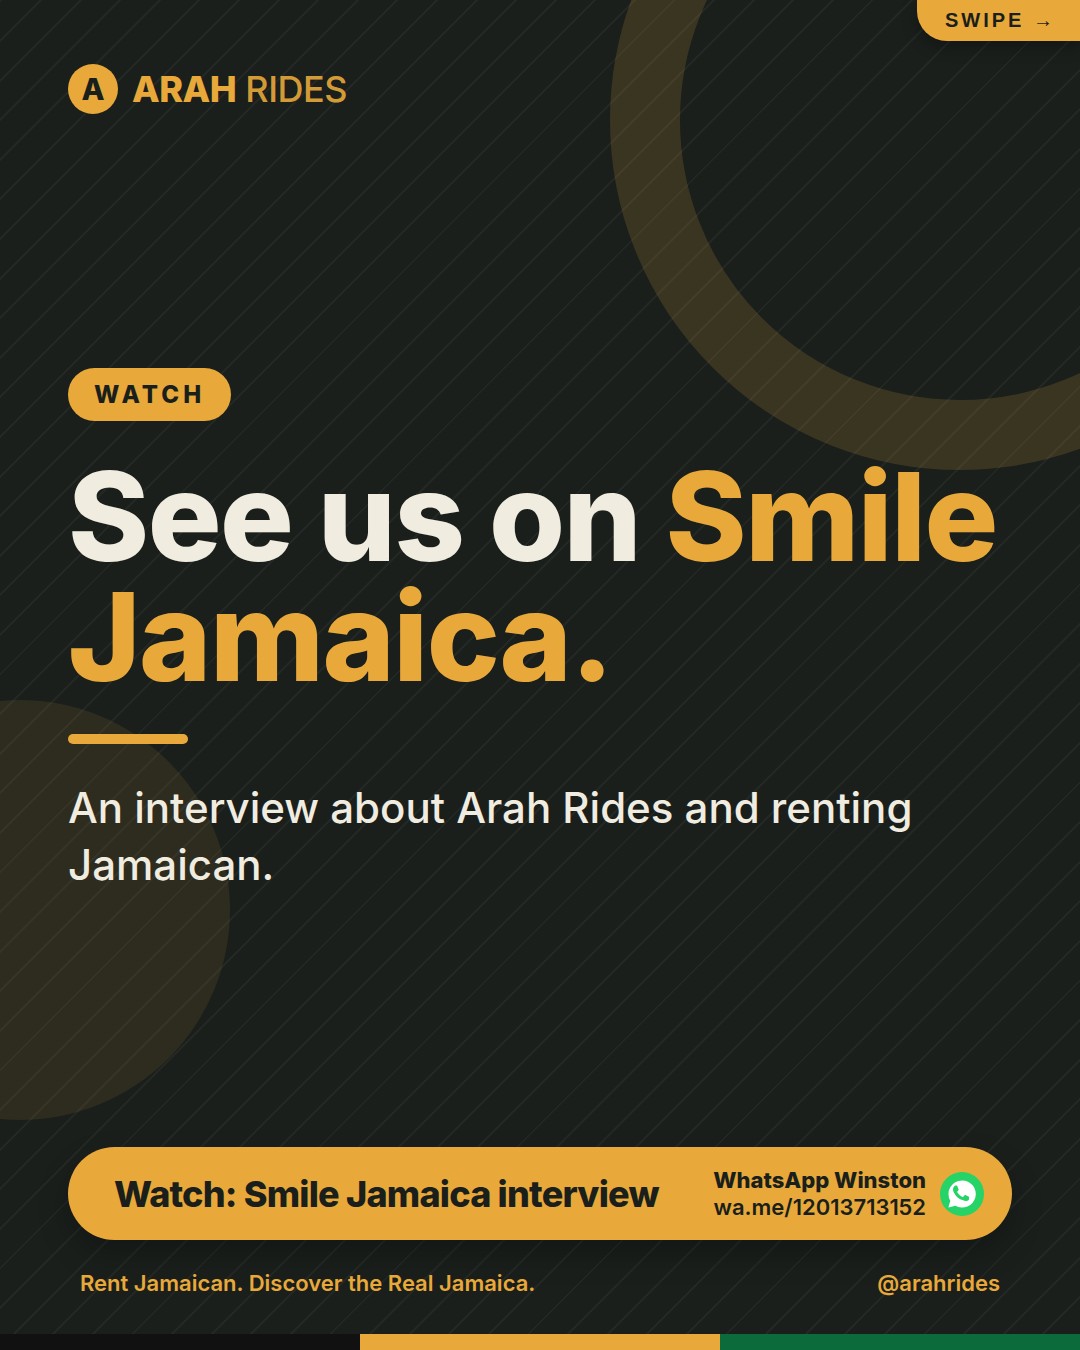 SWIPE →
A ARAH RIDES
WATCH
See us on Smile
Jamaica.
An interview about Arah Rides and renting
Jamaican.
Watch: Smile Jamaica interview
WhatsApp Winston
wa.me/12013713152
Rent Jamaican. Discover the Real Jamaica.
@arahrides